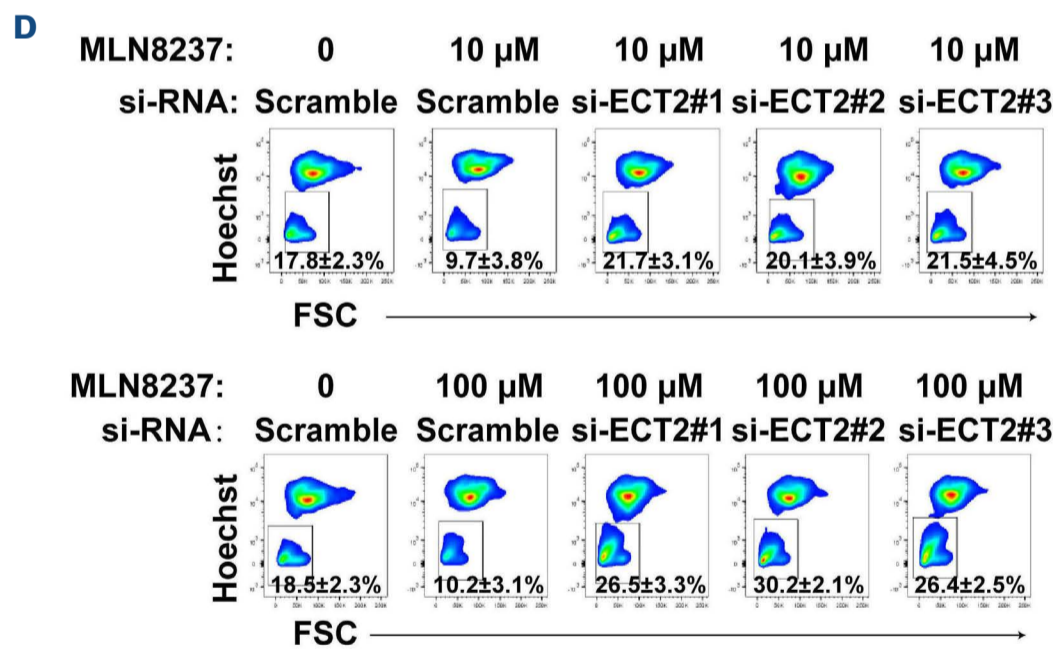 D
MLN8237: 0 10 µM 10 µM 10 µM 10 µM
si-RNA: Scramble Scramble si-ECT2#1 si-ECT2#2 si-ECT2#3
Hoechst
17.8±2.3% 9.7±3.8% 21.7±3.1% 20.1±3.9% 21.5±4.5%
FSC
MLN8237: 0 100 µM 100 µM 100 µM 100 µM
si-RNA: Scramble Scramble si-ECT2#1 si-ECT2#2 si-ECT2#3
Hoechst
18.5±2.3% 10.2±3.1% 26.5±3.3% 30.2±2.1% 26.4±2.5%
FSC